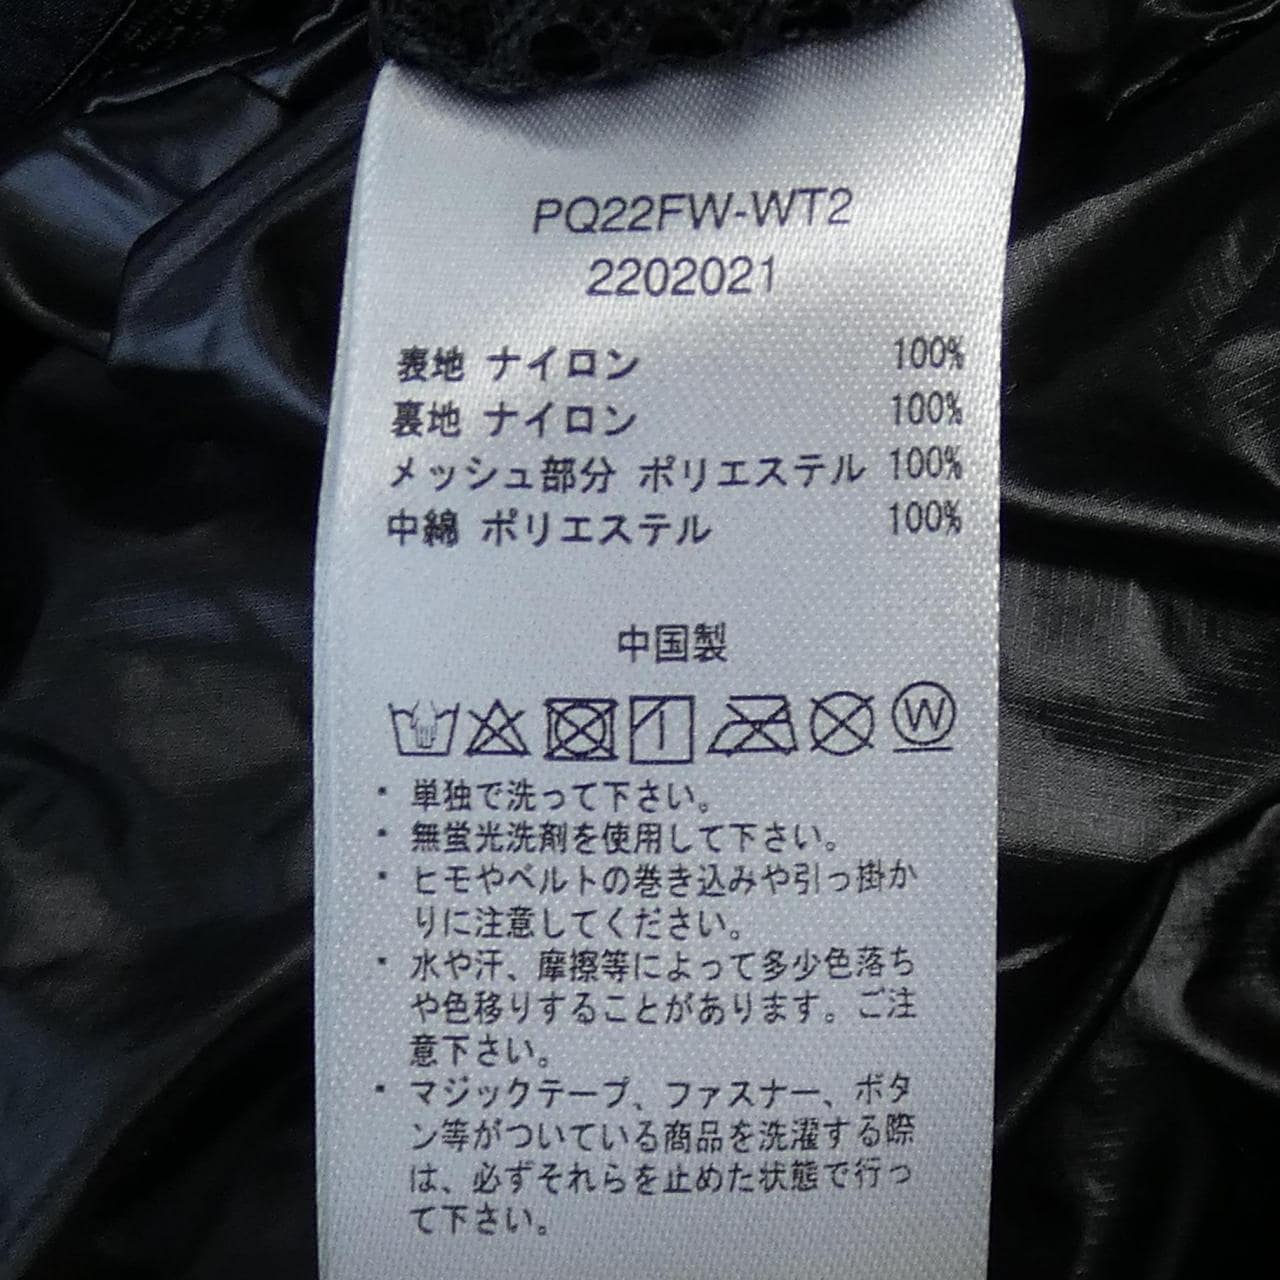 PQ22FW-WT2
2202021
表地 ナイロン 100%
裏地 ナイロン 100%
メッシュ部分 ポリエステル 100%
中綿 ポリエステル 100%
中国製
W
・ 単独で洗って下さい。
・ 無蛍光洗剤を使用して下さい。
・ ヒモやベルトの巻き込みや引っ掛か
りに注意してください。
・ 水や汗、摩擦等によって多少色落ち
や色移りすることがあります。ご注
意下さい。
・ マジックテープ、ファスナー、ボタ
ン等がついている商品を洗濯する際
は、必ずそれらを止めた状態で行っ
て下さい。